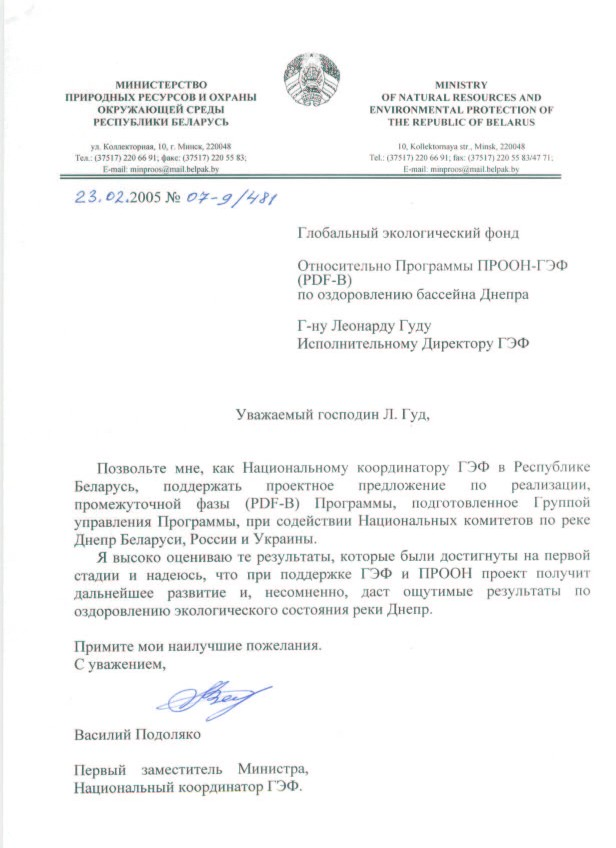 МИНИСТЕРСТВО
ПРИРОДНЫХ РЕСУРСОВ И ОХРАНЫ
ОКРУЖАЮЩЕЙ СРЕДЫ
РЕСПУБЛИКИ БЕЛАРУСЬ
ул. Коллекторная, 10, г. Минск, 220048
Тел.: (37517) 220 66 91; факс: (37517) 220 55 83;
E-mail: minproos@mail.belpak.by
MINISTRY
OF NATURAL RESOURCES AND
ENVIRONMENTAL PROTECTION OF
THE REPUBLIC OF BELARUS
10, Kollektornaya str., Minsk, 220048
Tel.: (37517) 220 66 91; fax: (37517) 220 55 83/47 71;
E-mail: minproos@mail.belpak.by
23.02.2005 № 07-9/481
Глобальный экологический фонд
Относительно Программы ПРООН-ГЭФ
(PDF-B)
по оздоровлению бассейна Днепра
Г-ну Леонарду Гуду
Исполнительному Директору ГЭФ
Уважаемый господин Л. Гуд,
Позвольте мне, как Национальному координатору ГЭФ в Республике
Беларусь, поддержать проектное предложение по реализации,
промежуточной фазы (PDF-B) Программы, подготовленное Группой
управления Программы, при содействии Национальных комитетов по реке
Днепр Беларуси, России и Украины.
Я высоко оцениваю те результаты, которые были достигнуты на первой
стадии и надеюсь, что при поддержке ГЭФ и ПРООН проект получит
дальнейшее развитие и, несомненно, даст ощутимые результаты по
оздоровлению экологического состояния реки Днепр.
Примите мои наилучшие пожелания.
С уважением,
Василий Подоляко
Первый заместитель Министра,
Национальный координатор ГЭФ.